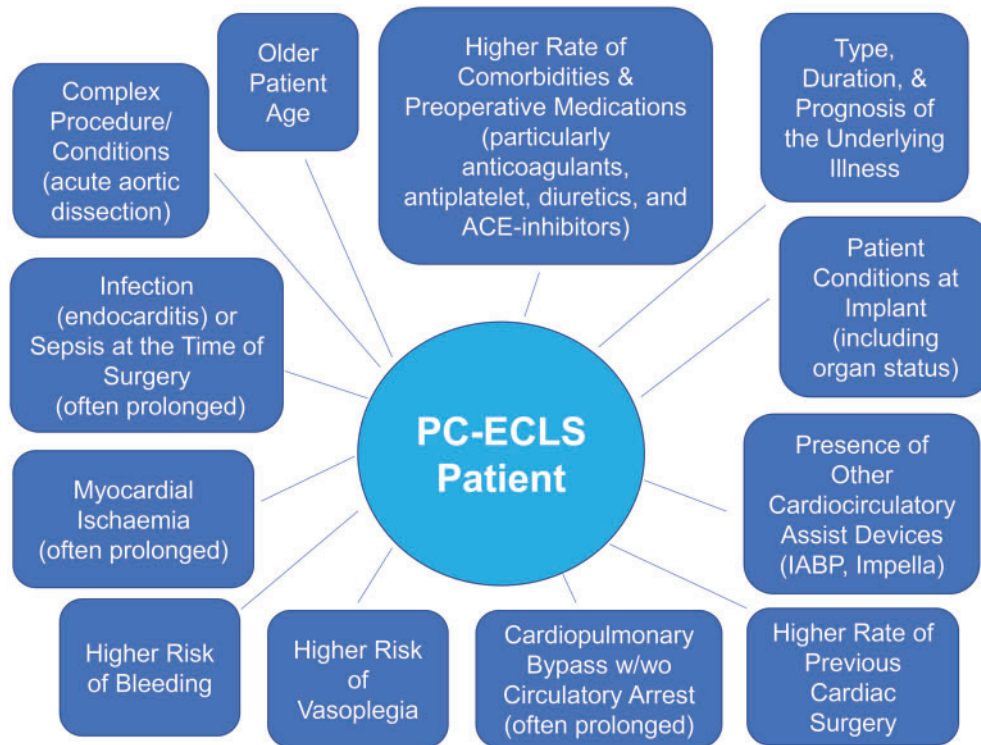 Older
Patient
Age
Higher Rate of
Comorbidities &
Preoperative Medications
(particularly
anticoagulants,
antiplatelet, diuretics, and
ACE-inhibitors)
Type,
Duration, &
Prognosis of
the Underlying
Illness
Complex
Procedure/
Conditions
(acute aortic
dissection)
Patient
Conditions at
Implant
(including
organ status)
Infection
(endocarditis) or
Sepsis at the Time of
Surgery
(often prolonged)
PC-ECLS
Patient
Presence of
Other
Cardiocirculatory
Assist Devices
(IABP, Impella)
Myocardial
Ischaemia
(often prolonged)
Higher Risk
of Bleeding
Higher Risk
of
Vasoplegia
Cardiopulmonary
Bypass w/wo
Circulatory Arrest
(often prolonged)
Higher Rate of
Previous
Cardiac
Surgery